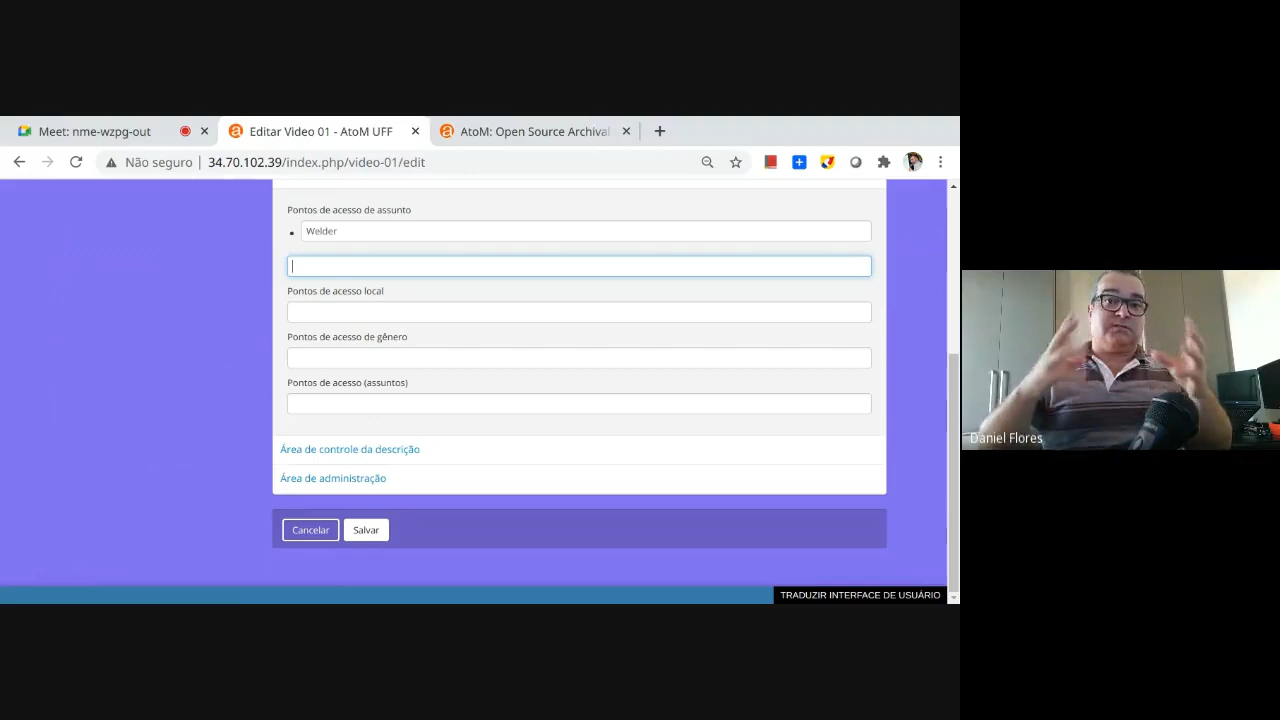 Meet: nme-wzpg-out
Editar Video 01 - AtoM UFF
AtoM: Open Source Archival
Não seguro
34.70.102.39/index.php/video-01/edit
Pontos de acesso de assunto
Welder
Pontos de acesso local
Pontos de acesso de gênero
Pontos de acesso (assuntos)
Área de controle da descrição
Área de administração
Cancelar
Salvar
TRADUZIR INTERFACE DE USUÁRIO
Daniel Flores